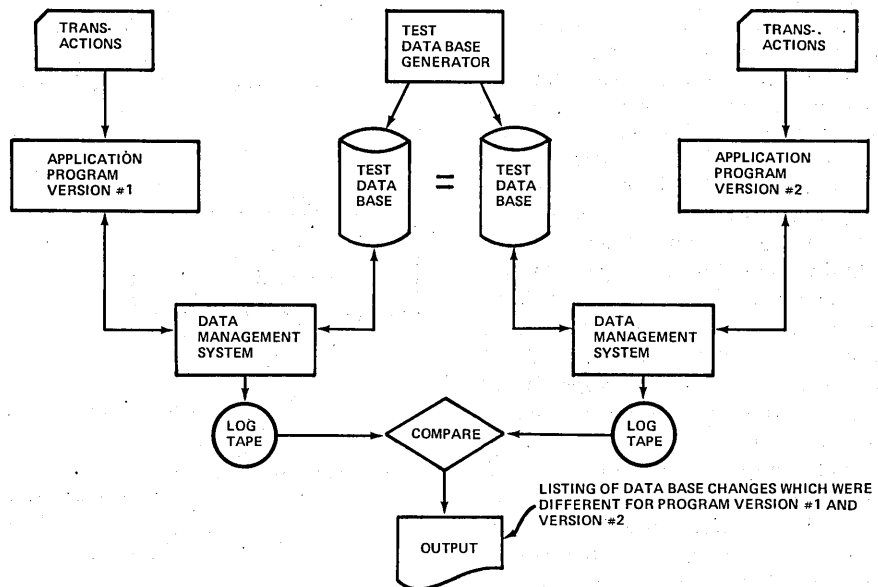 TRANS-
ACTIONS
TEST
DATA BASE
GENERATOR
TRANS-
ACTIONS
APPLICATION
PROGRAM
VERSION #1
TEST
DATA
BASE
=
TEST
DATA
BASE
APPLICATION
PROGRAM
VERSION #2
DATA
MANAGEMENT
SYSTEM
DATA
MANAGEMENT
SYSTEM
LOG
TAPE
COMPARE
LOG
TAPE
LISTING OF DATA BASE CHANGES WHICH WERE
DIFFERENT FOR PROGRAM VERSION #1 AND
VERSION #2
OUTPUT